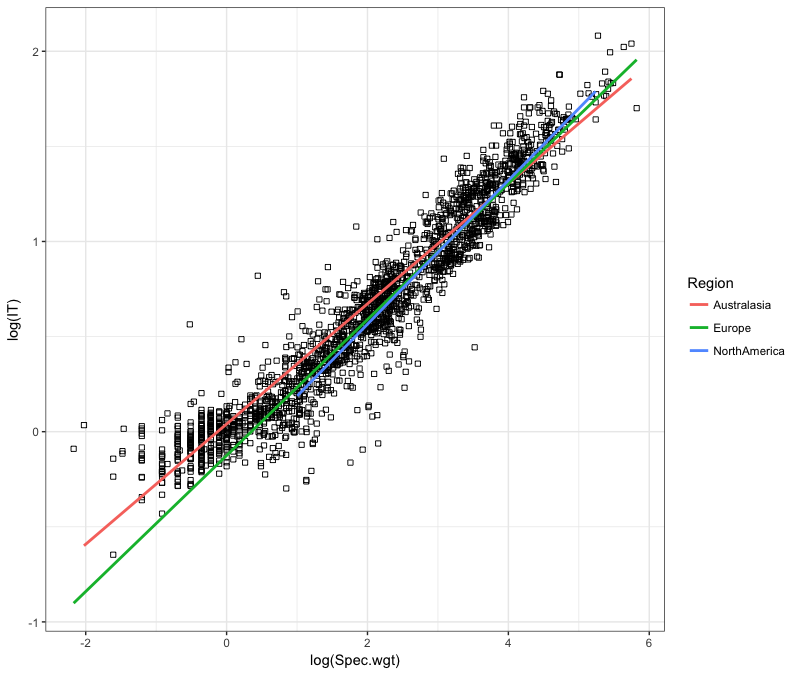 2
1
0
-1
log(IT)
-2
0
2
4
6
log(Spec.wgt)
Region
Australasia
Europe
NorthAmerica